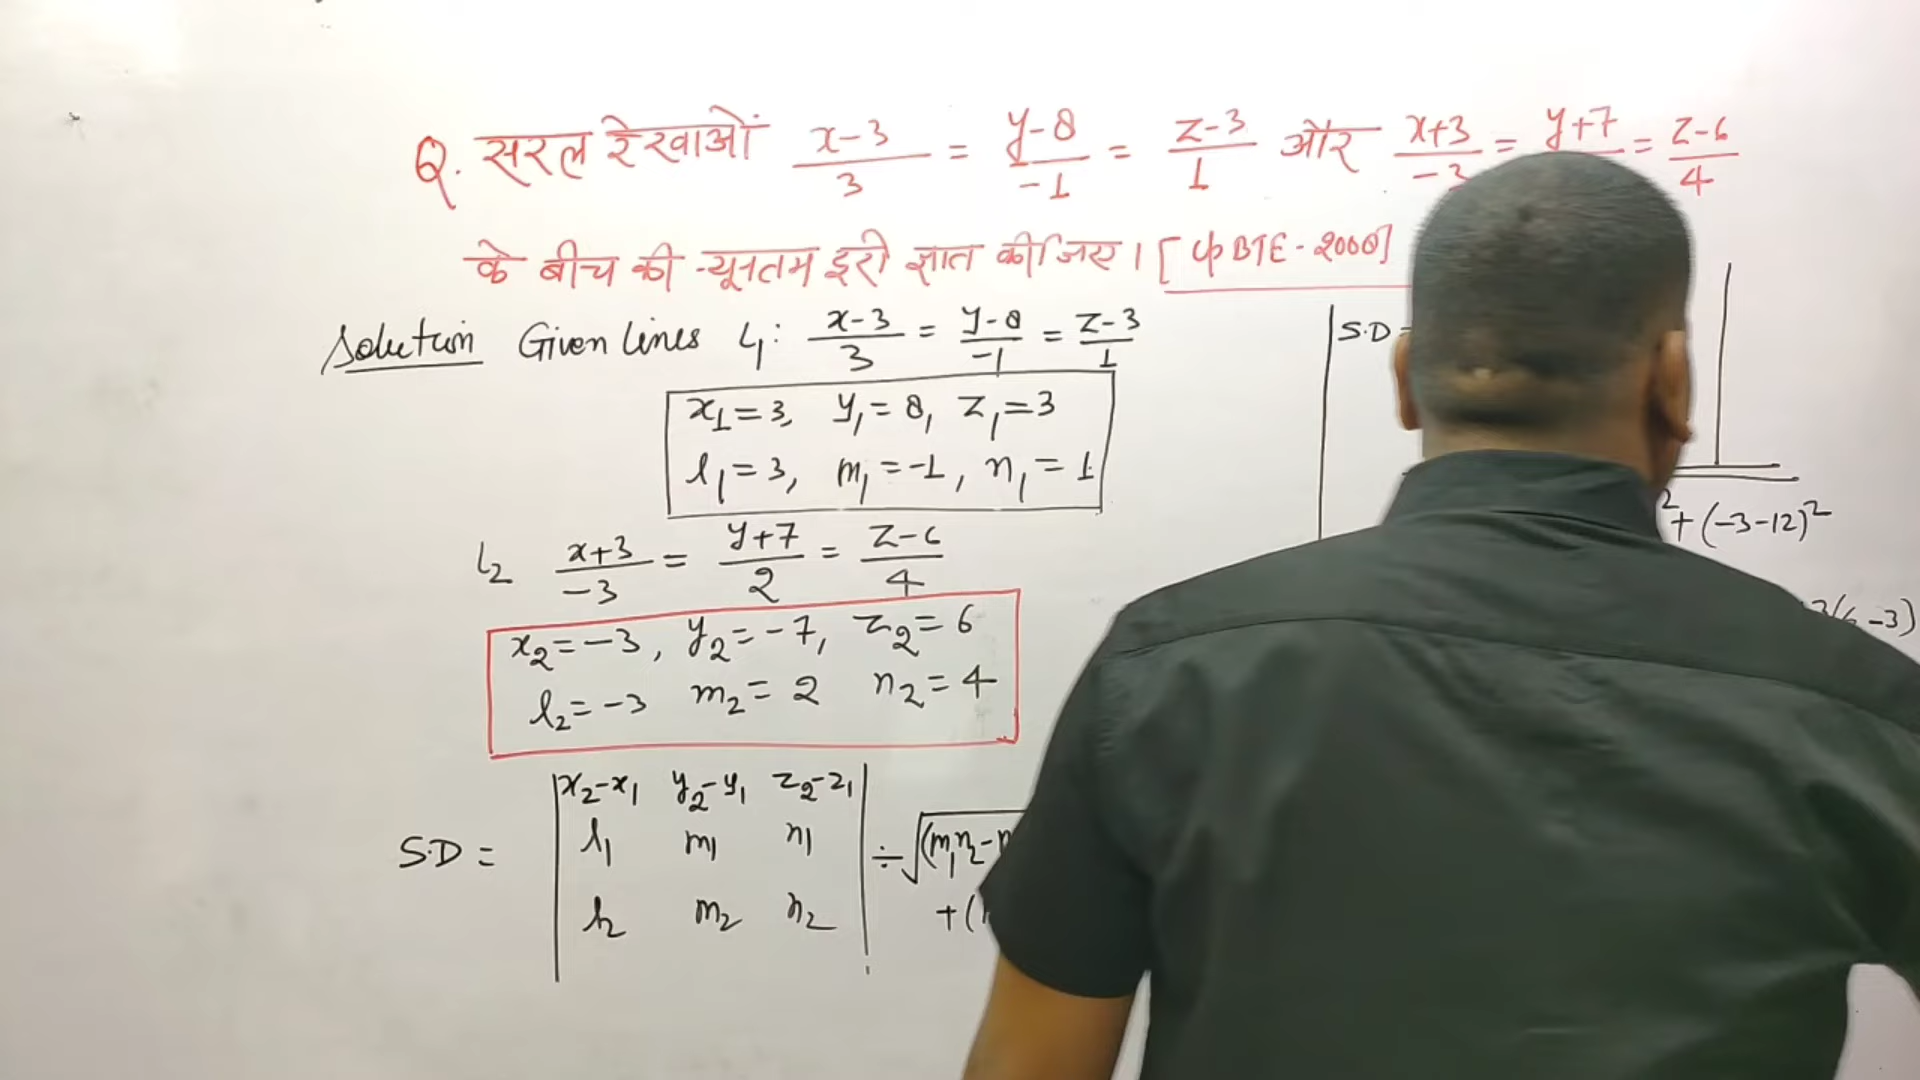 Q. सरल रेखाओं (x-3)/3 = (y-8)/-1 = (z-3)/1 और (x+3)/-3 = y+7 = (z-6)/4
के बीच की न्यूनतम दूरी ज्ञात कीजिए। [UPBTE-2000]
Solution Given lines L₁: (x-3)/3 = (y-8)/-1 = (z-3)/1
x₁=3, y₁=8, z₁=3
l₁=3, m₁=-1, n₁=1
L₂ (x+3)/-3 = (y+7)/2 = (z-6)/4
x₂=-3, y₂=-7, z₂=6
l₂=-3 m₂=2 n₂=4
S.D = | x₂-x₁ y₂-y₁ z₂-z₁ |
| l₁ m₁ n₁ | ÷ √(m₁n₂-
| l₂ m₂ n₂ | +(
S.D =
² + (-3-12)²
-3)